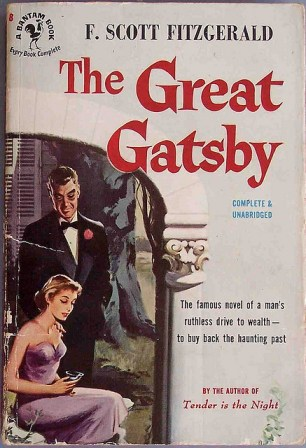 A BANTAM BOOK
Every Book Complete
F. SCOTT FITZGERALD
The Great
Gatsby
COMPLETE &
UNABRIDGED
The famous novel of a man's
ruthless drive to wealth—
to buy back the haunting past
BY THE AUTHOR OF
Tender is the Night